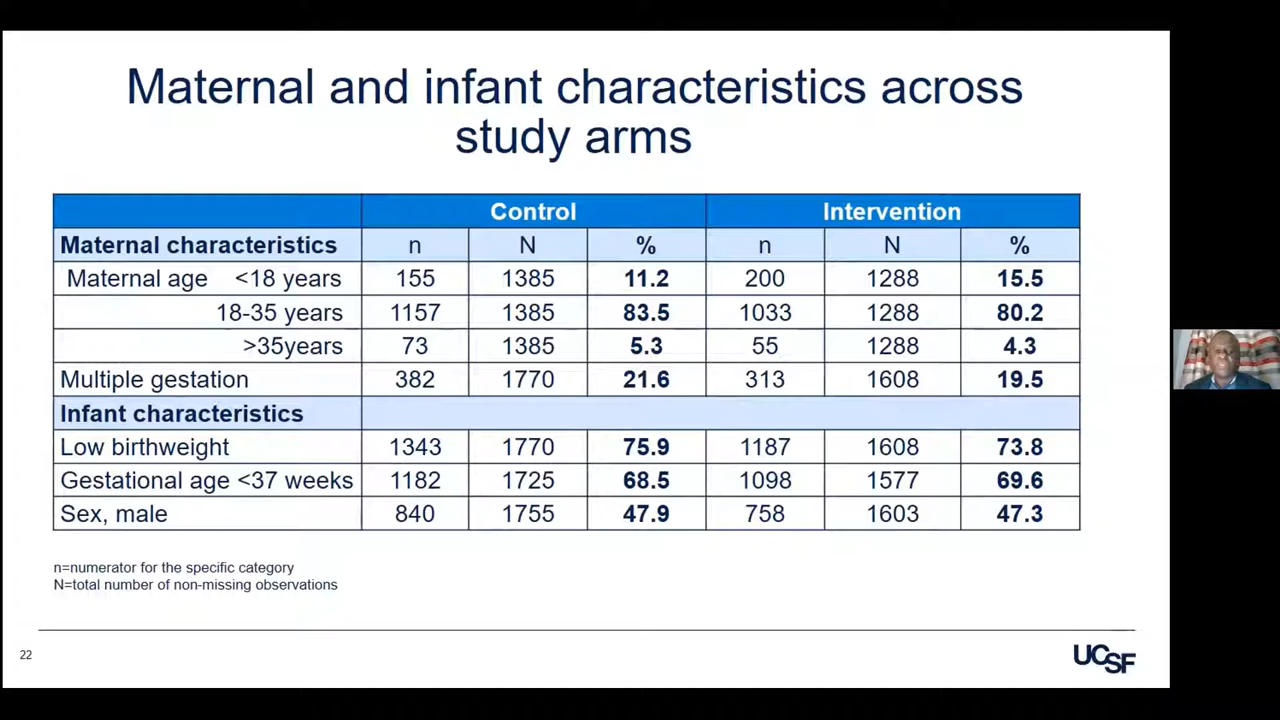 Maternal and infant characteristics across
study arms
Control Intervention
Maternal characteristics n N % n N %
Maternal age <18 years 155 1385 11.2 200 1288 15.5
18-35 years 1157 1385 83.5 1033 1288 80.2
>35years 73 1385 5.3 55 1288 4.3
Multiple gestation 382 1770 21.6 313 1608 19.5
Infant characteristics
Low birthweight 1343 1770 75.9 1187 1608 73.8
Gestational age <37 weeks 1182 1725 68.5 1098 1577 69.6
Sex, male 840 1755 47.9 758 1603 47.3
n=numerator for the specific category
N=total number of non-missing observations
22
UCSF